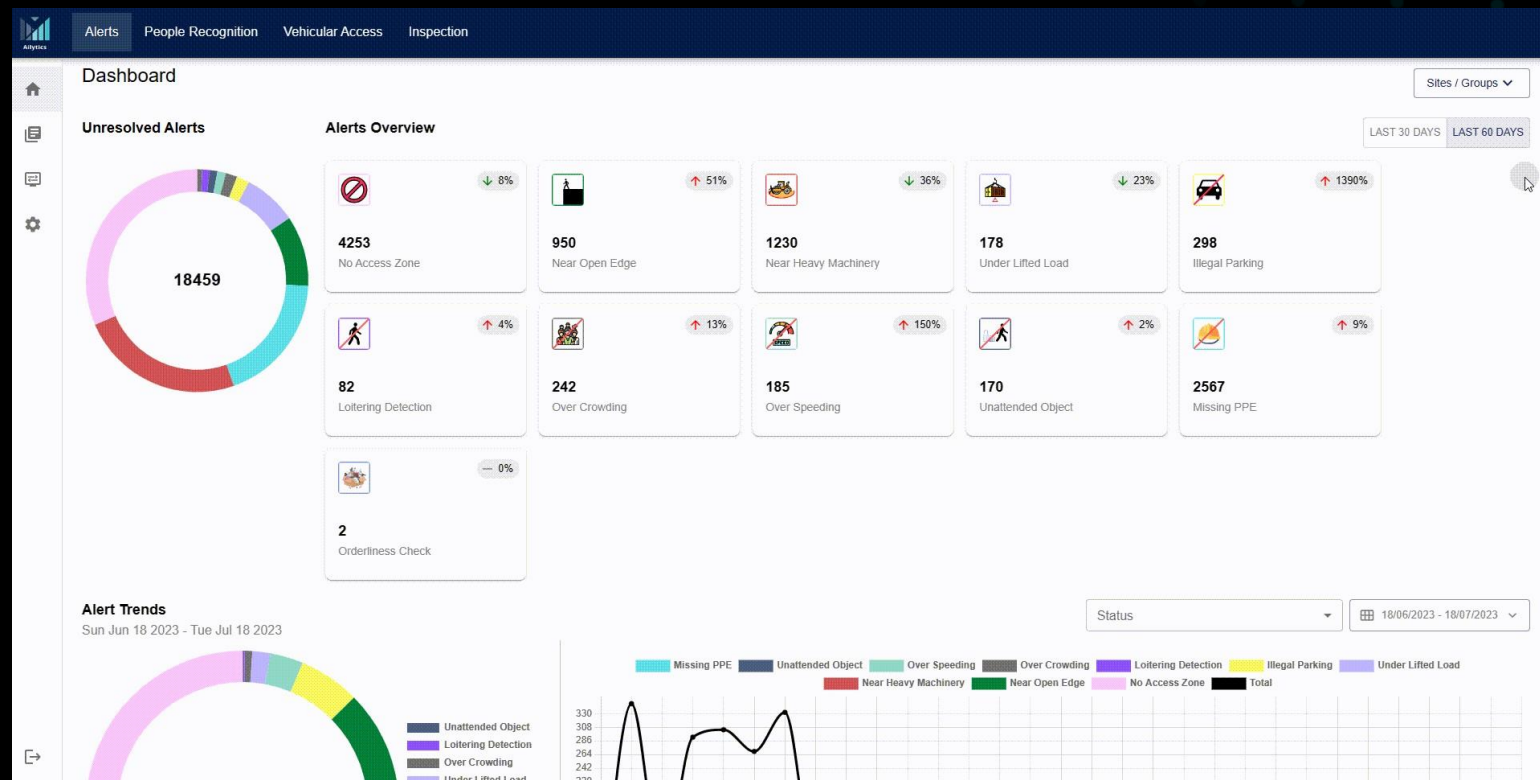 Ailytics
Alerts People Recognition Vehicular Access Inspection
Dashboard
Sites / Groups
Unresolved Alerts
Alerts Overview
LAST 30 DAYS LAST 60 DAYS
18459
8%
4253
No Access Zone
51%
950
Near Open Edge
36%
1230
Near Heavy Machinery
23%
178
Under Lifted Load
1390%
298
Illegal Parking
4%
82
Loitering Detection
13%
242
Over Crowding
150%
SPEED
185
Over Speeding
2%
170
Unattended Object
9%
2567
Missing PPE
— 0%
2
Orderliness Check
Alert Trends
Sun Jun 18 2023 - Tue Jul 18 2023
Status
18/06/2023 - 18/07/2023
Unattended Object
Loitering Detection
Over Crowding
Under Lifted Load
Missing PPE Unattended Object Over Speeding Over Crowding Loitering Detection Illegal Parking Under Lifted Load
Near Heavy Machinery Near Open Edge No Access Zone Total
330
308
286
264
242